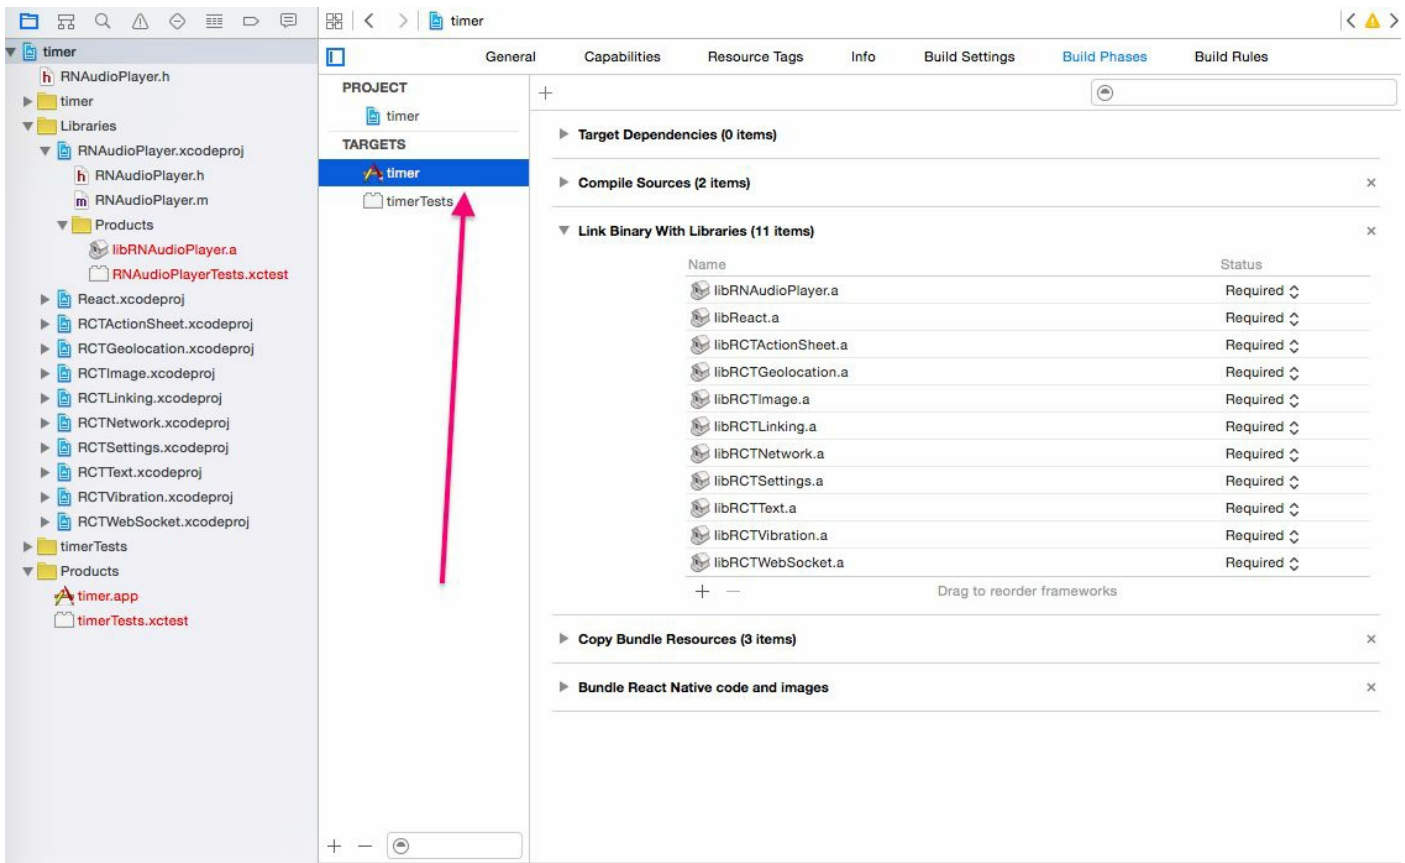 timer
General
Capabilities
Resource Tags
Info
Build Settings
Build Phases
Build Rules
timer
h RNAudioPlayer.h
timer
Libraries
RNAudioPlayer.xcodeproj
h RNAudioPlayer.h
m RNAudioPlayer.m
Products
libRNAudioPlayer.a
RNAudioPlayerTests.xctest
React.xcodeproj
RCTActionSheet.xcodeproj
RCTGeolocation.xcodeproj
RCTImage.xcodeproj
RCTLinking.xcodeproj
RCTNetwork.xcodeproj
RCTSettings.xcodeproj
RCTText.xcodeproj
RCTVibration.xcodeproj
RCTWebSocket.xcodeproj
timerTests
Products
timer.app
timerTests.xctest
PROJECT
timer
TARGETS
timer
timerTests
Target Dependencies (0 items)
Compile Sources (2 items)
Link Binary With Libraries (11 items)
Name Status
libRNAudioPlayer.a Required
libReact.a Required
libRCTActionSheet.a Required
libRCTGeolocation.a Required
libRCTImage.a Required
libRCTLinking.a Required
libRCTNetwork.a Required
libRCTSettings.a Required
libRCTText.a Required
libRCTVibration.a Required
libRCTWebSocket.a Required
Drag to reorder frameworks
Copy Bundle Resources (3 items)
Bundle React Native code and images